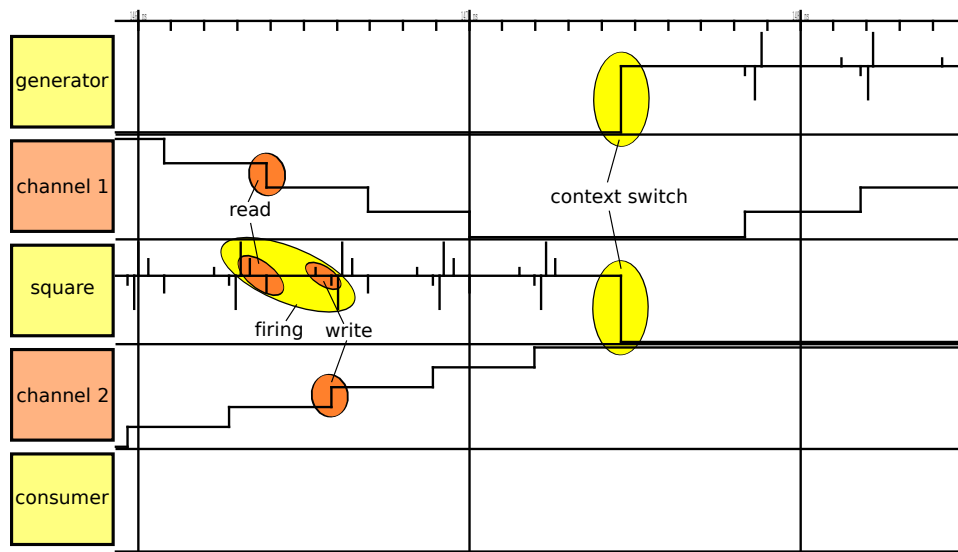 generator
channel 1
context switch
read
square
firing
write
channel 2
consumer